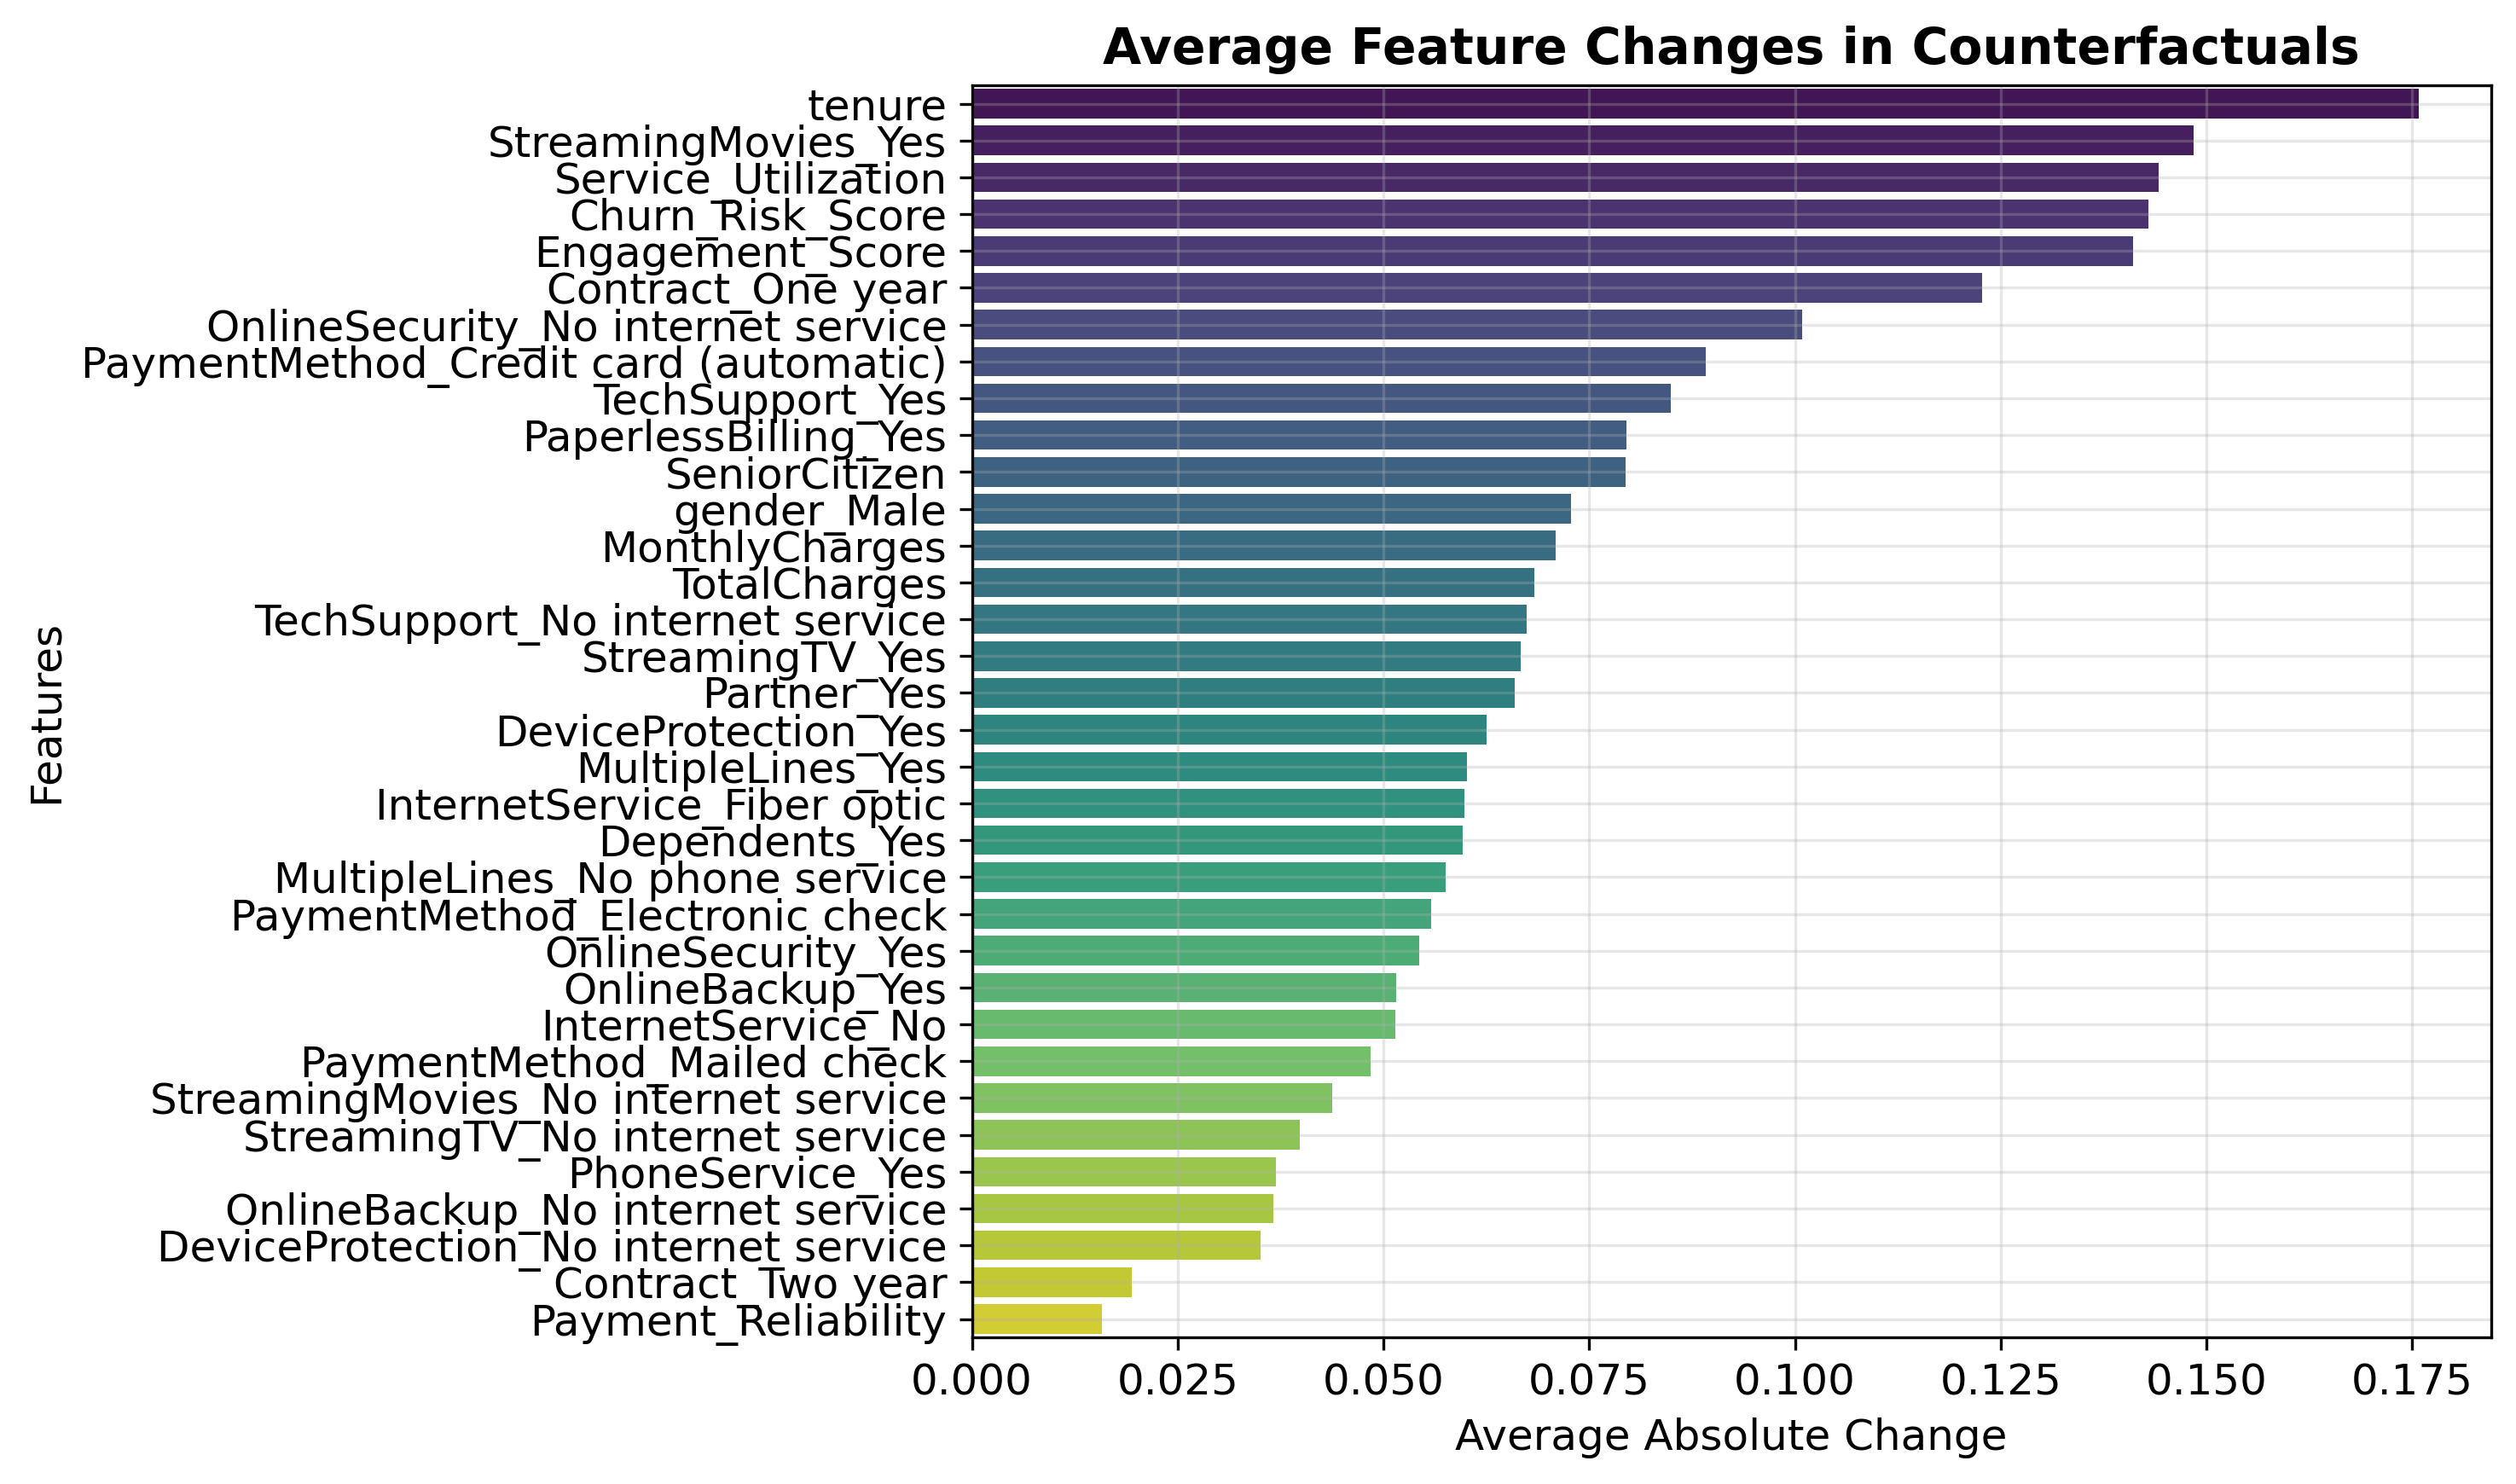 Average Feature Changes in Counterfactuals
tenure
StreamingMovies_Yes
Service_Utilization
Churn_Risk_Score
Engagement_Score
Contract_One year
OnlineSecurity_No internet service
PaymentMethod_Credit card (automatic)
TechSupport_Yes
PaperlessBilling_Yes
SeniorCitizen
gender_Male
MonthlyCharges
TotalCharges
TechSupport_No internet service
StreamingTV_Yes
Partner_Yes
DeviceProtection_Yes
MultipleLines_Yes
InternetService_Fiber optic
Dependents_Yes
MultipleLines_No phone service
PaymentMethod_Electronic check
OnlineSecurity_Yes
OnlineBackup_Yes
InternetService_No
PaymentMethod_Mailed check
StreamingMovies_No internet service
StreamingTV_No internet service
PhoneService_Yes
OnlineBackup_No internet service
DeviceProtection_No internet service
Contract_Two year
Payment_Reliability
Features
0.000 0.025 0.050 0.075 0.100 0.125 0.150 0.175
Average Absolute Change